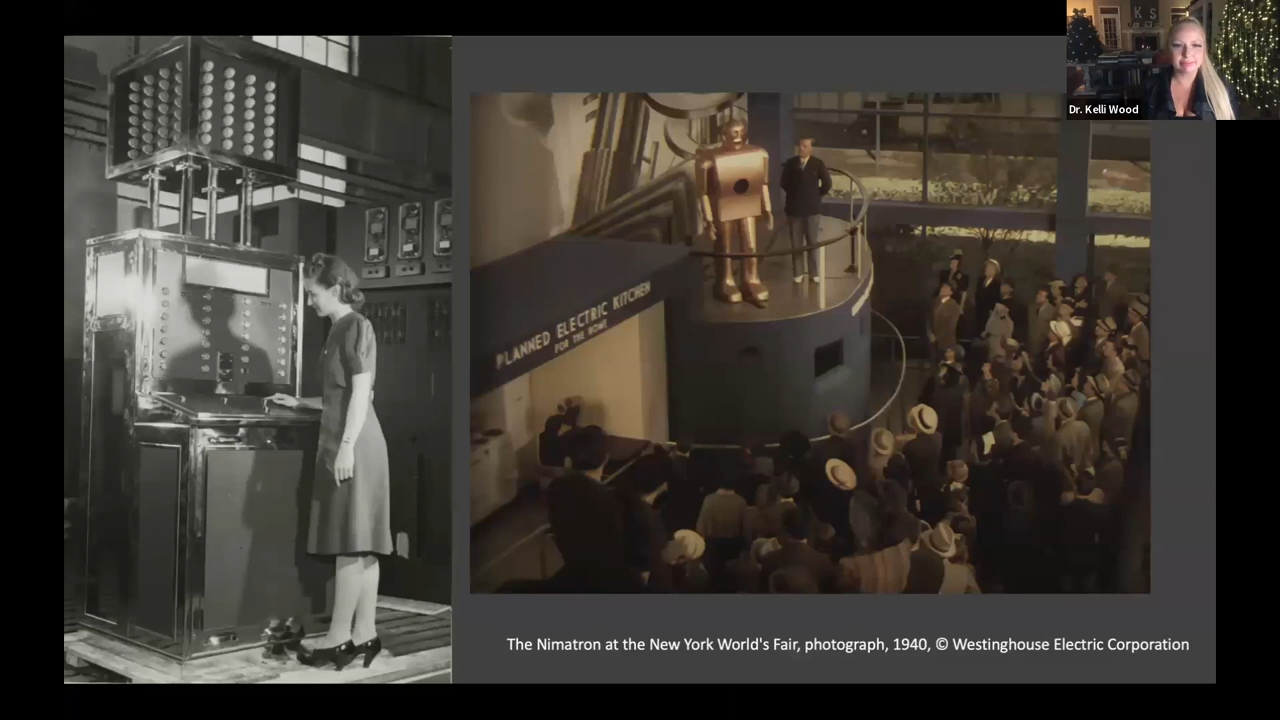 K S
Dr. Kelli Wood
PLANNED ELECTRIC KITCHEN
FOR THE HOME
The Nimatron at the New York World's Fair, photograph, 1940, © Westinghouse Electric Corporation